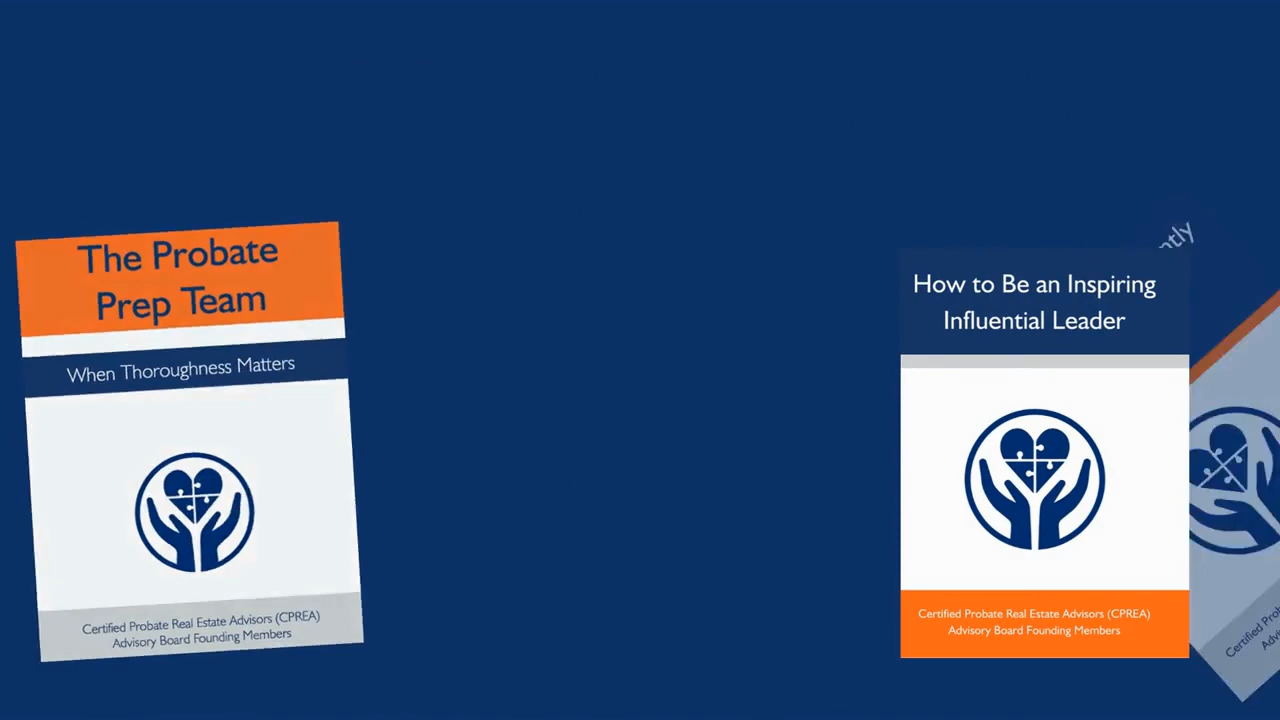 The Probate
Prep Team
When Thoroughness Matters
Certified Probate Real Estate Advisors (CPREA)
Advisory Board Founding Members
How to Be an Inspiring
Influential Leader
Certified Probate Real Estate Advisors (CPREA)
Advisory Board Founding Members
Certified